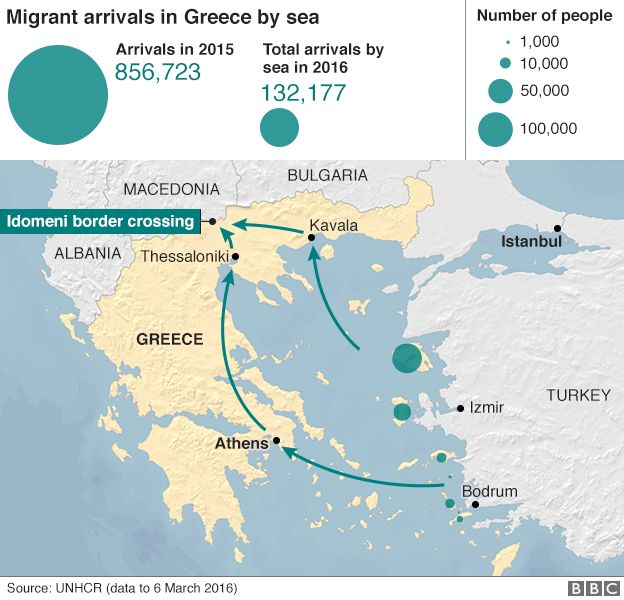 Migrant arrivals in Greece by sea
Arrivals in 2015
856,723
Total arrivals by
sea in 2016
132,177
Number of people
1,000
10,000
50,000
100,000
BULGARIA
MACEDONIA
Idomeni border crossing
Kavala
Istanbul
ALBANIA
Thessaloniki
GREECE
TURKEY
Izmir
Athens
Bodrum
Source: UNHCR (data to 6 March 2016)
BBC